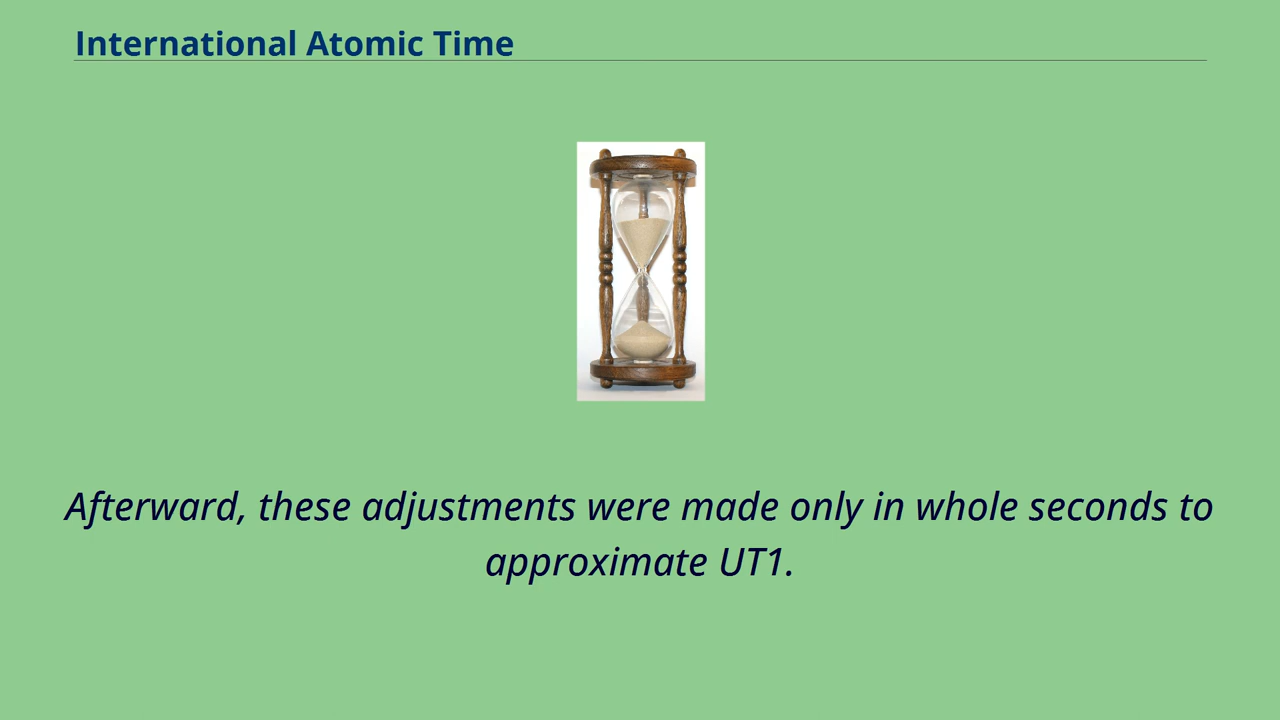 International Atomic Time
Afterward, these adjustments were made only in whole seconds to
approximate UT1.